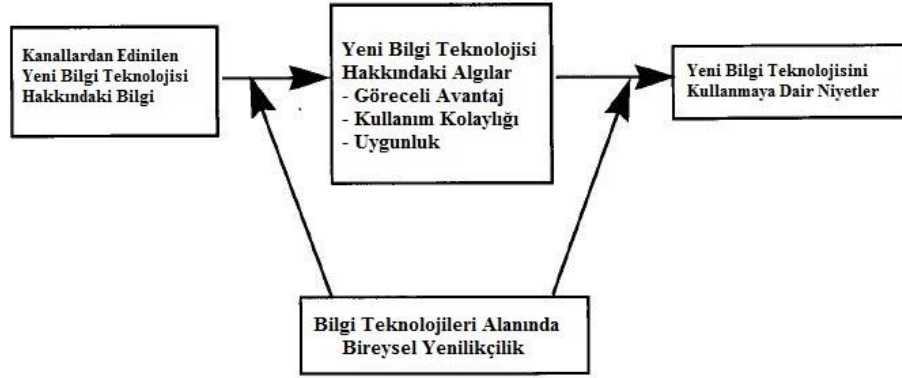 Kanallardan Edinilen
Yeni Bilgi Teknolojisi
Hakkındaki Bilgi
Yeni Bilgi Teknolojisi
Hakkındaki Algılar
- Göreceli Avantaj
- Kullanım Kolaylığı
- Uygunluk
Yeni Bilgi Teknolojisini
Kullanmaya Dair Niyetler
Bilgi Teknolojileri Alanında
Bireysel Yenilikçilik